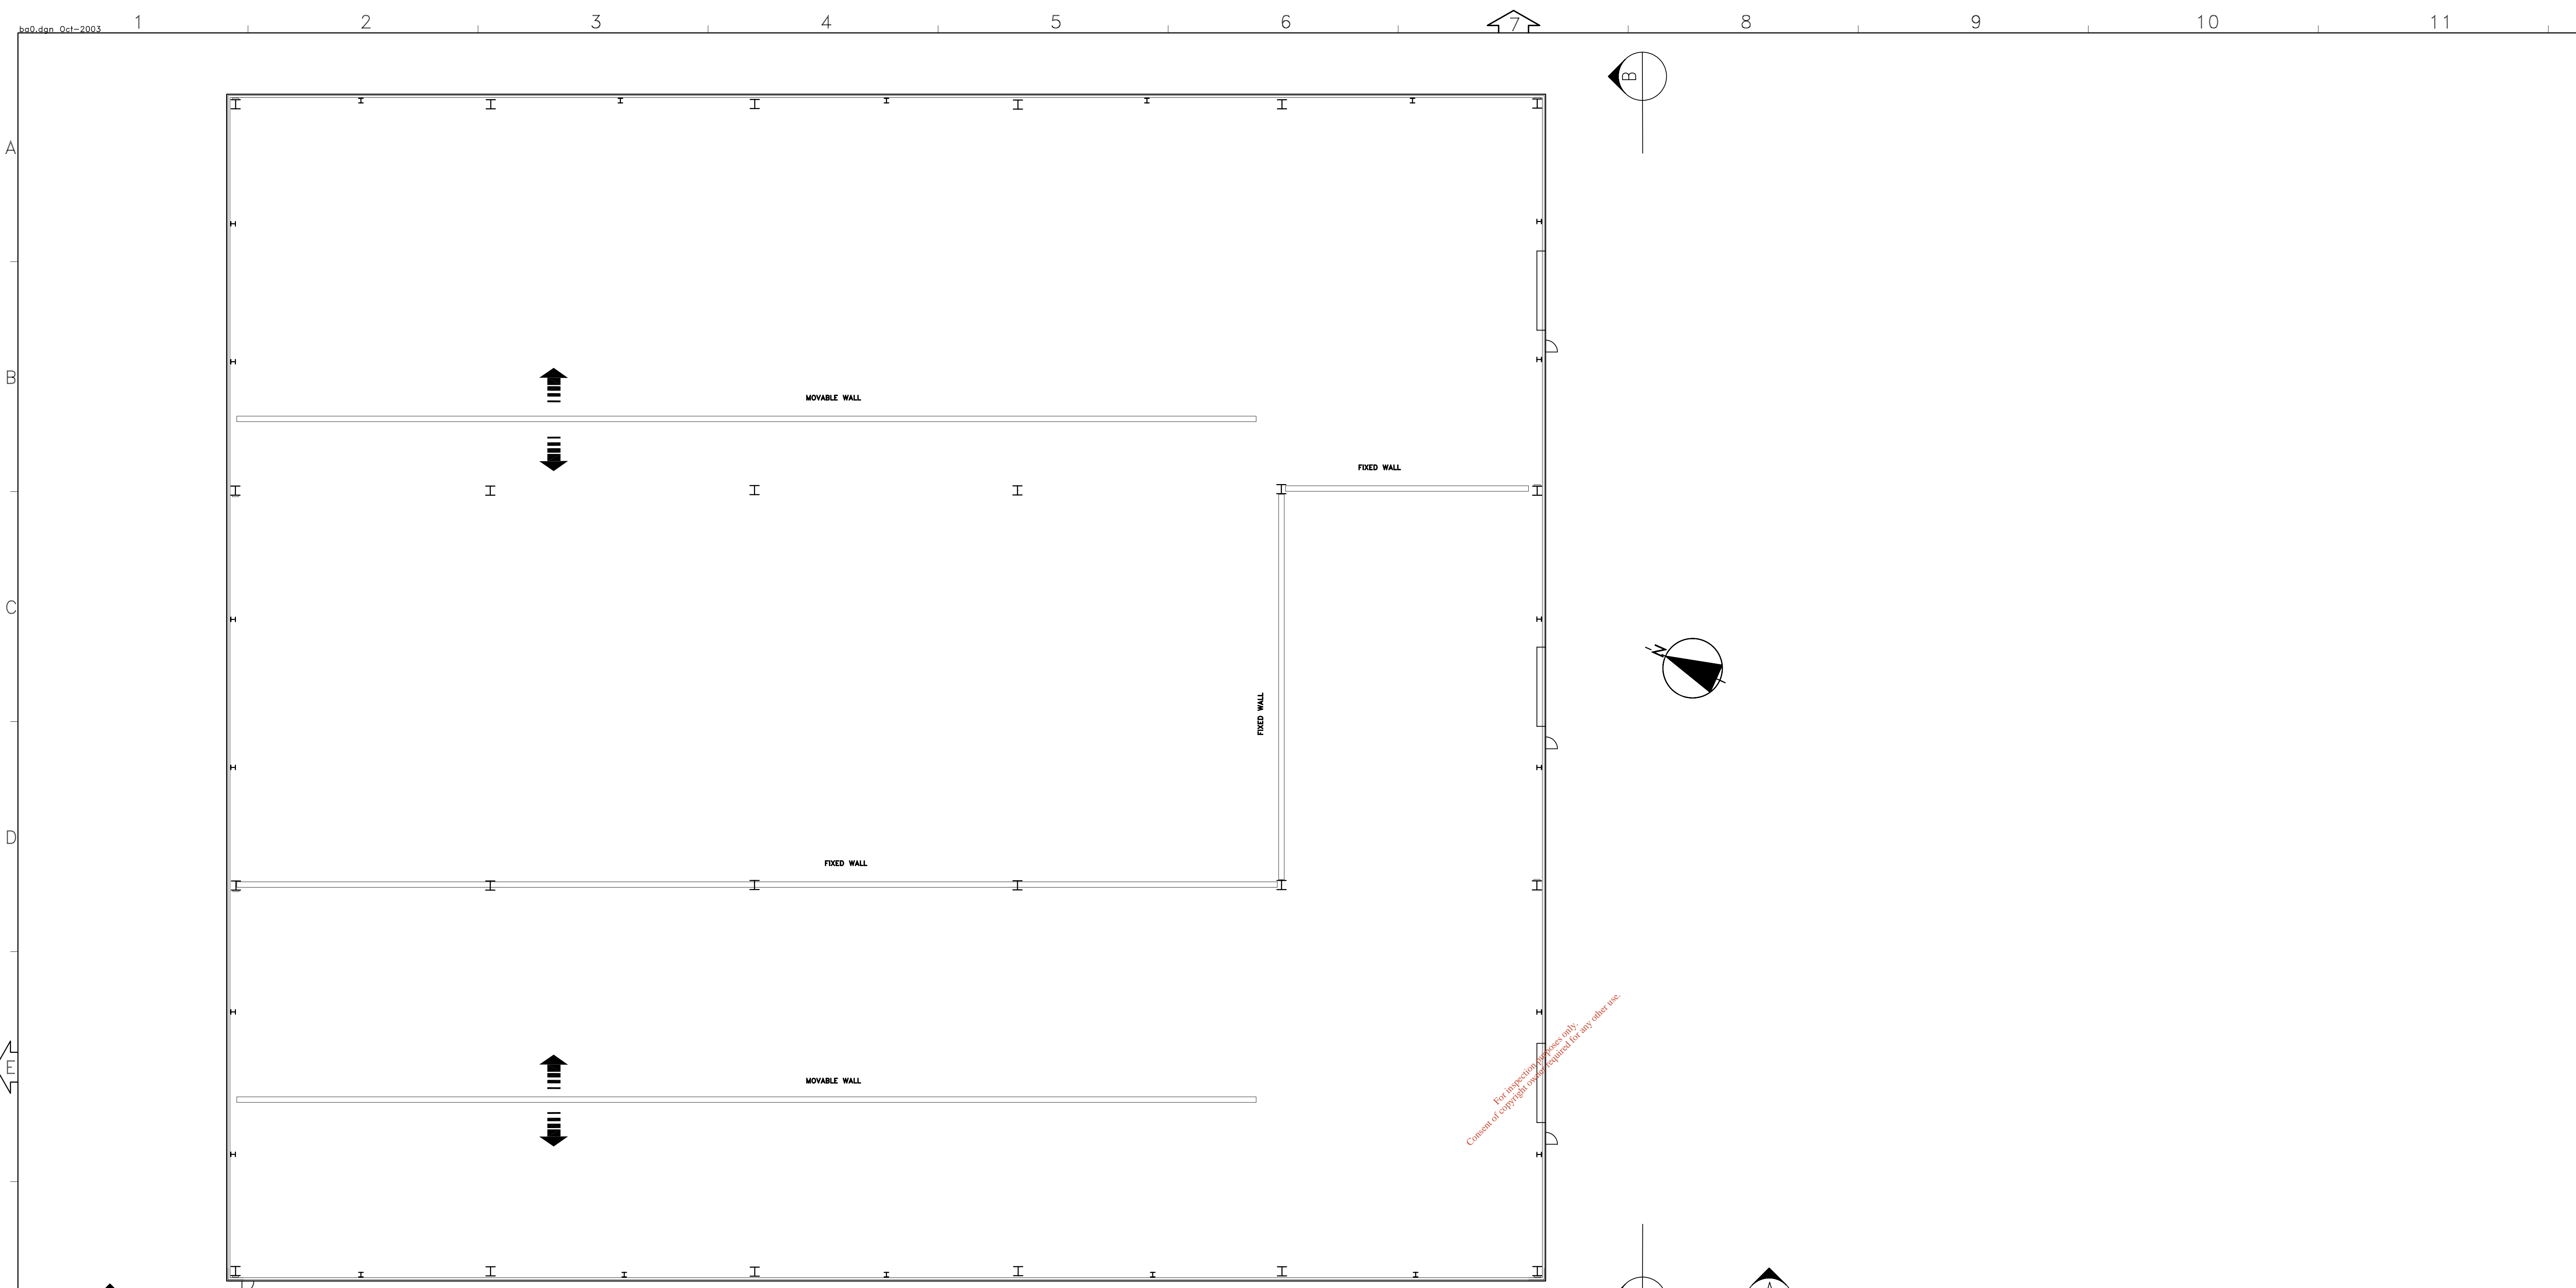 1 2 3 4 5 6 7 8 9 10 11
ba0.dgn Oct-2003
B
A
B
MOVABLE WALL
FIXED WALL
C
N
FIXED WALL
D
FIXED WALL
For inspection purposes only.
Consent of copyright owner required for any other use.
E
MOVABLE WALL